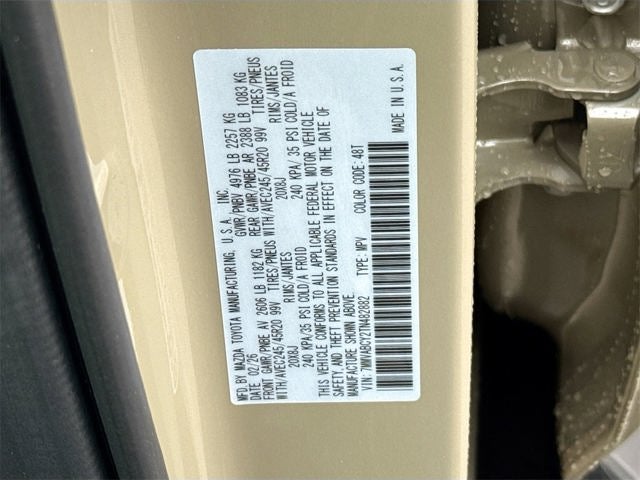 MFD.BY MAZDA TOYOTA MANUFACTURING, U.S.A. INC.
DATE: 02/26 GVWR/PNBV 4976 LB 2257 KG
FRONT GAWR/PNBE AV 2606 LB 1182 KG REAR GAWR/PNBE AR 2388 LB 1083 KG
WITH/AVEC245/45R20 99V TIRES/PNEUS WITH/AVEC245/45R20 99V TIRES/PNEUS
20X8J RIMS/JANTES 20X8J RIMS/JANTES
240 KPA/35 PSI COLD/A FROID 240 KPA/35 PSI COLD/A FROID
THIS VEHICLE CONFORMS TO ALL APPLICABLE FEDERAL MOTOR VEHICLE
SAFETY, AND THEFT PREVENTION STANDARDS IN EFFECT ON THE DATE OF
MANUFACTURE SHOWN ABOVE.
VIN: 7MMVABCY2TN482882 TYPE: MPV COLOR CODE: 48T
MADE IN U.S.A.